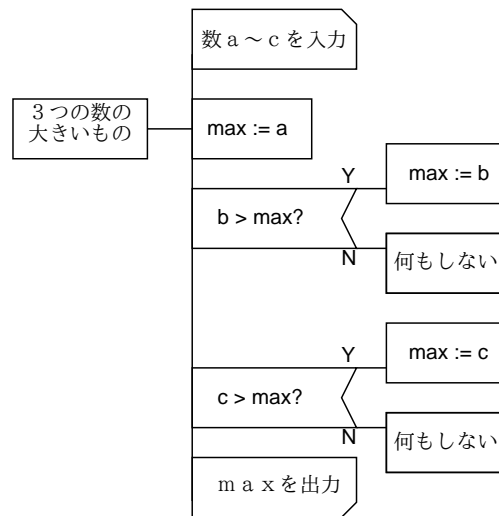 数ａ～ｃを入力
３つの数の
大きいもの
max := a
Y
max := b
b > max?
N
何もしない
Y
max := c
c > max?
N
何もしない
ｍａｘを出力